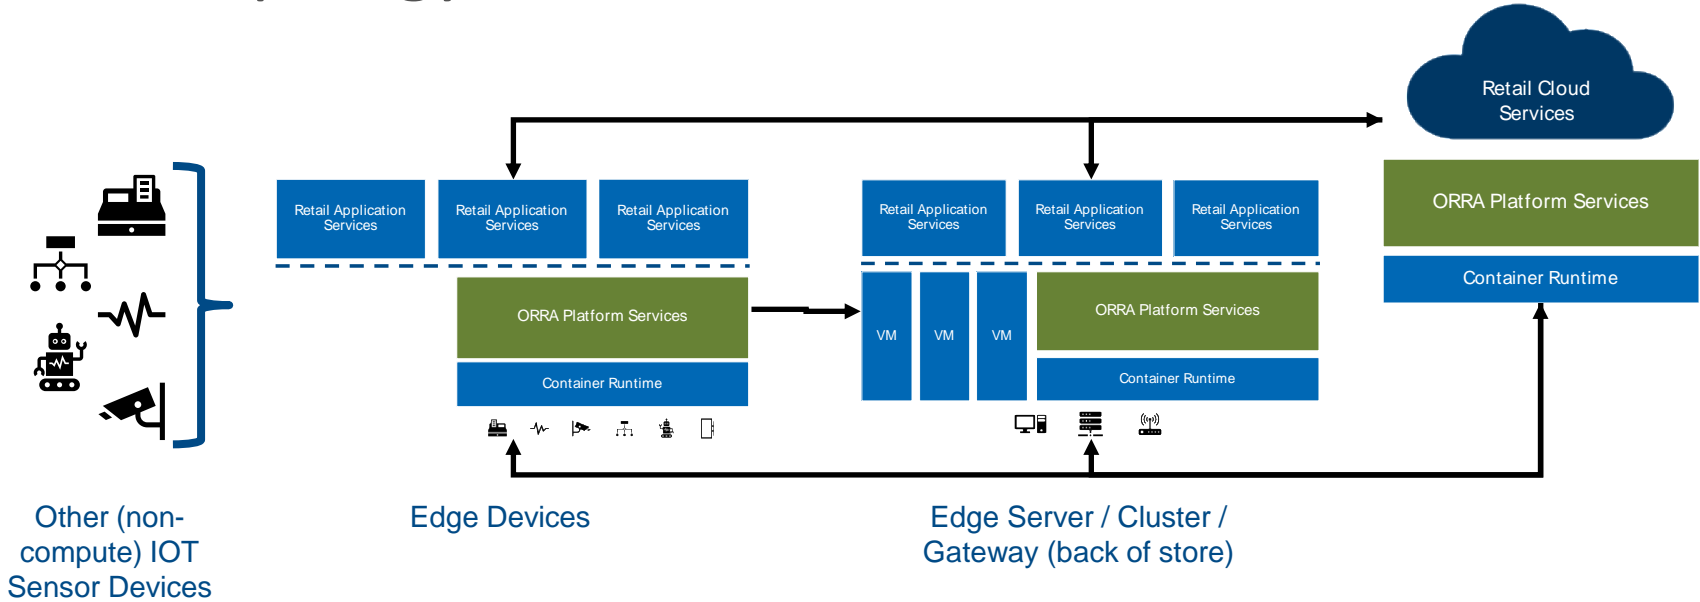 Retail Cloud
Services
ORRA Platform Services
Container Runtime
Retail Application
Services
Retail Application
Services
Retail Application
Services
ORRA Platform Services
Container Runtime
Retail Application
Services
Retail Application
Services
Retail Application
Services
VM
VM
VM
ORRA Platform Services
Container Runtime
Other (non-
compute) IOT
Sensor Devices
Edge Devices
Edge Server / Cluster /
Gateway (back of store)